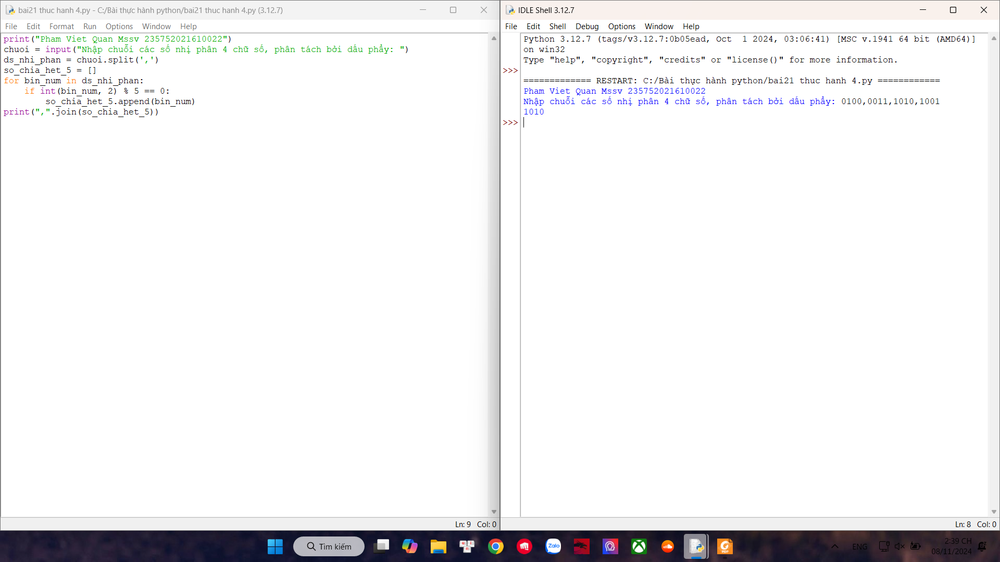 bai21 thuc hanh 4.py - C:/Bài thực hành python/bai21 thuc hanh 4.py (3.12.7)
File Edit Format Run Options Window Help
print("Pham Viet Quan Mssv 235752021610022")
chuoi = input("Nhập chuỗi các số nhị phân 4 chữ số, phân tách bởi dấu phẩy: ")
ds_nhi_phan = chuoi.split(',')
so_chia_het_5 = []
for bin_num in ds_nhi_phan:
    if int(bin_num, 2) % 5 == 0:
        so_chia_het_5.append(bin_num)
print(",".join(so_chia_het_5))
Ln: 9 Col: 0
IDLE Shell 3.12.7
File Edit Shell Debug Options Window Help
Python 3.12.7 (tags/v3.12.7:0b05ead, Oct  1 2024, 03:06:41) [MSC v.1941 64 bit (AMD64)]
on win32
Type "help", "copyright", "credits" or "license()" for more information.
>>>
============= RESTART: C:/Bài thực hành python/bai21 thuc hanh 4.py ============
Pham Viet Quan Mssv 235752021610022
Nhập chuỗi các số nhị phân 4 chữ số, phân tách bởi dấu phẩy: 0100,0011,1010,1001
1010
>>>
Ln: 8 Col: 0
Tìm kiếm
Zalo
PDF
ENG
2:39 CH
08/11/2024